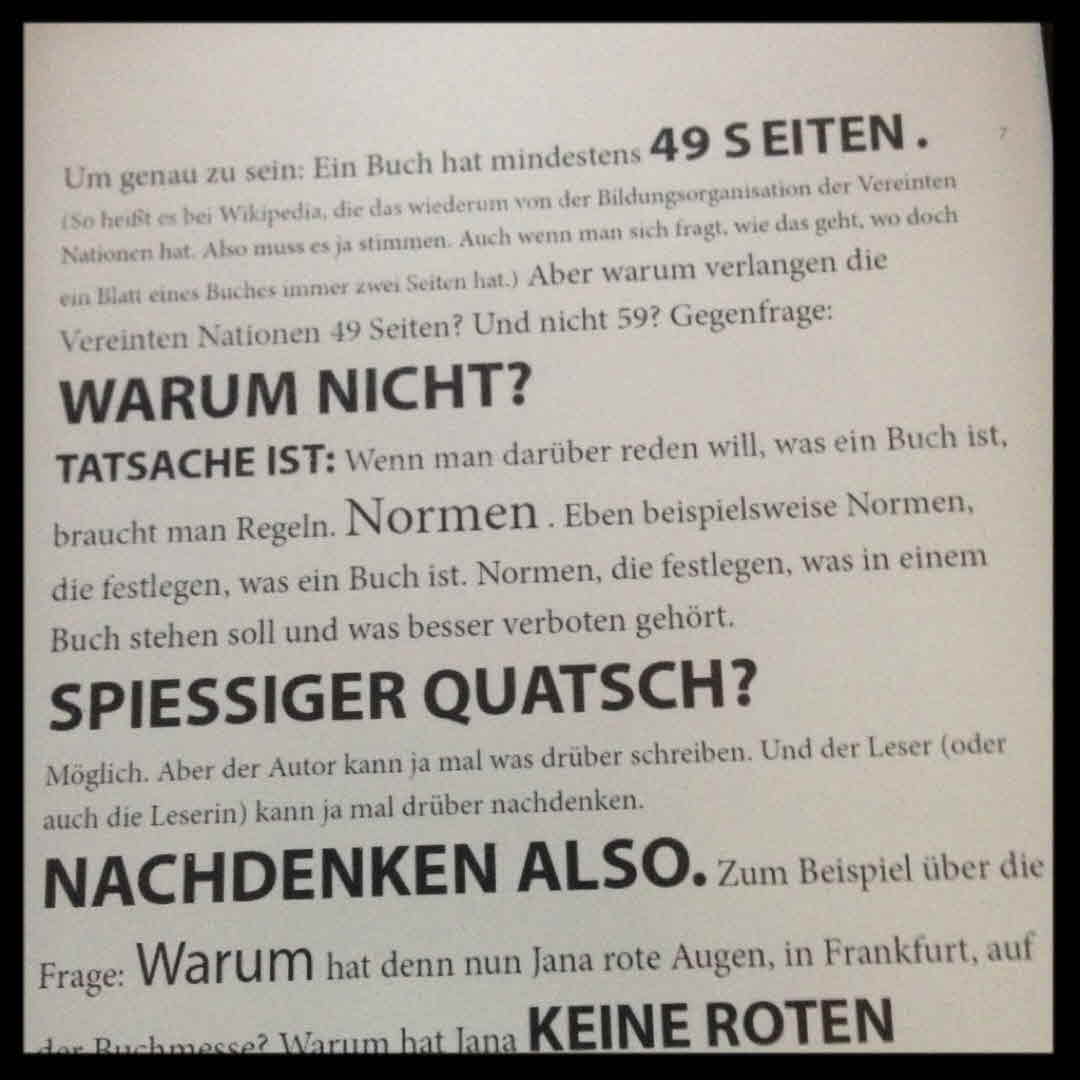 7
Um genau zu sein: Ein Buch hat mindestens 49 SEITEN.
(So heißt es bei Wikipedia, die das wiederum von der Bildungsorganisation der Vereinten
Nationen hat. Also muss es ja stimmen. Auch wenn man sich fragt, wie das geht, wo doch
ein Blatt eines Buches immer zwei Seiten hat.) Aber warum verlangen die
Vereinten Nationen 49 Seiten? Und nicht 59? Gegenfrage:
WARUM NICHT?
TATSACHE IST: Wenn man darüber reden will, was ein Buch ist,
braucht man Regeln. Normen. Eben beispielsweise Normen,
die festlegen, was ein Buch ist. Normen, die festlegen, was in einem
Buch stehen soll und was besser verboten gehört.
SPIESSIGER QUATSCH?
Möglich. Aber der Autor kann ja mal was drüber schreiben. Und der Leser (oder
auch die Leserin) kann ja mal drüber nachdenken.
NACHDENKEN ALSO. Zum Beispiel über die
Frage: Warum hat denn nun Jana rote Augen, in Frankfurt, auf
der Buchmesse? Warum hat Jana KEINE ROTEN